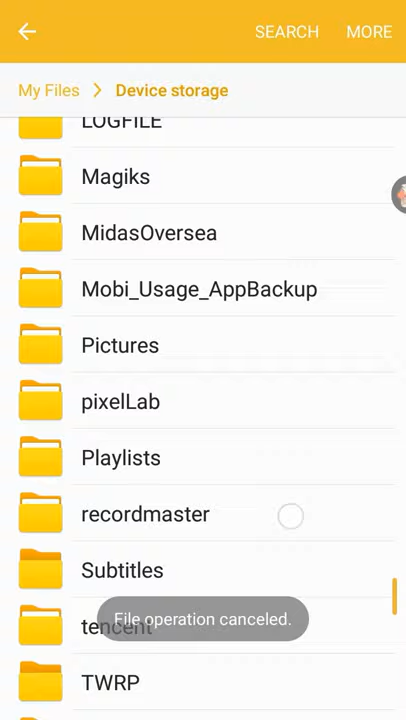 SEARCH MORE
My Files Device storage
LOGFILE
Magiks
MidasOversea
Mobi_Usage_AppBackup
Pictures
pixelLab
Playlists
recordmaster
Subtitles
File operation canceled.
tencent
TWRP